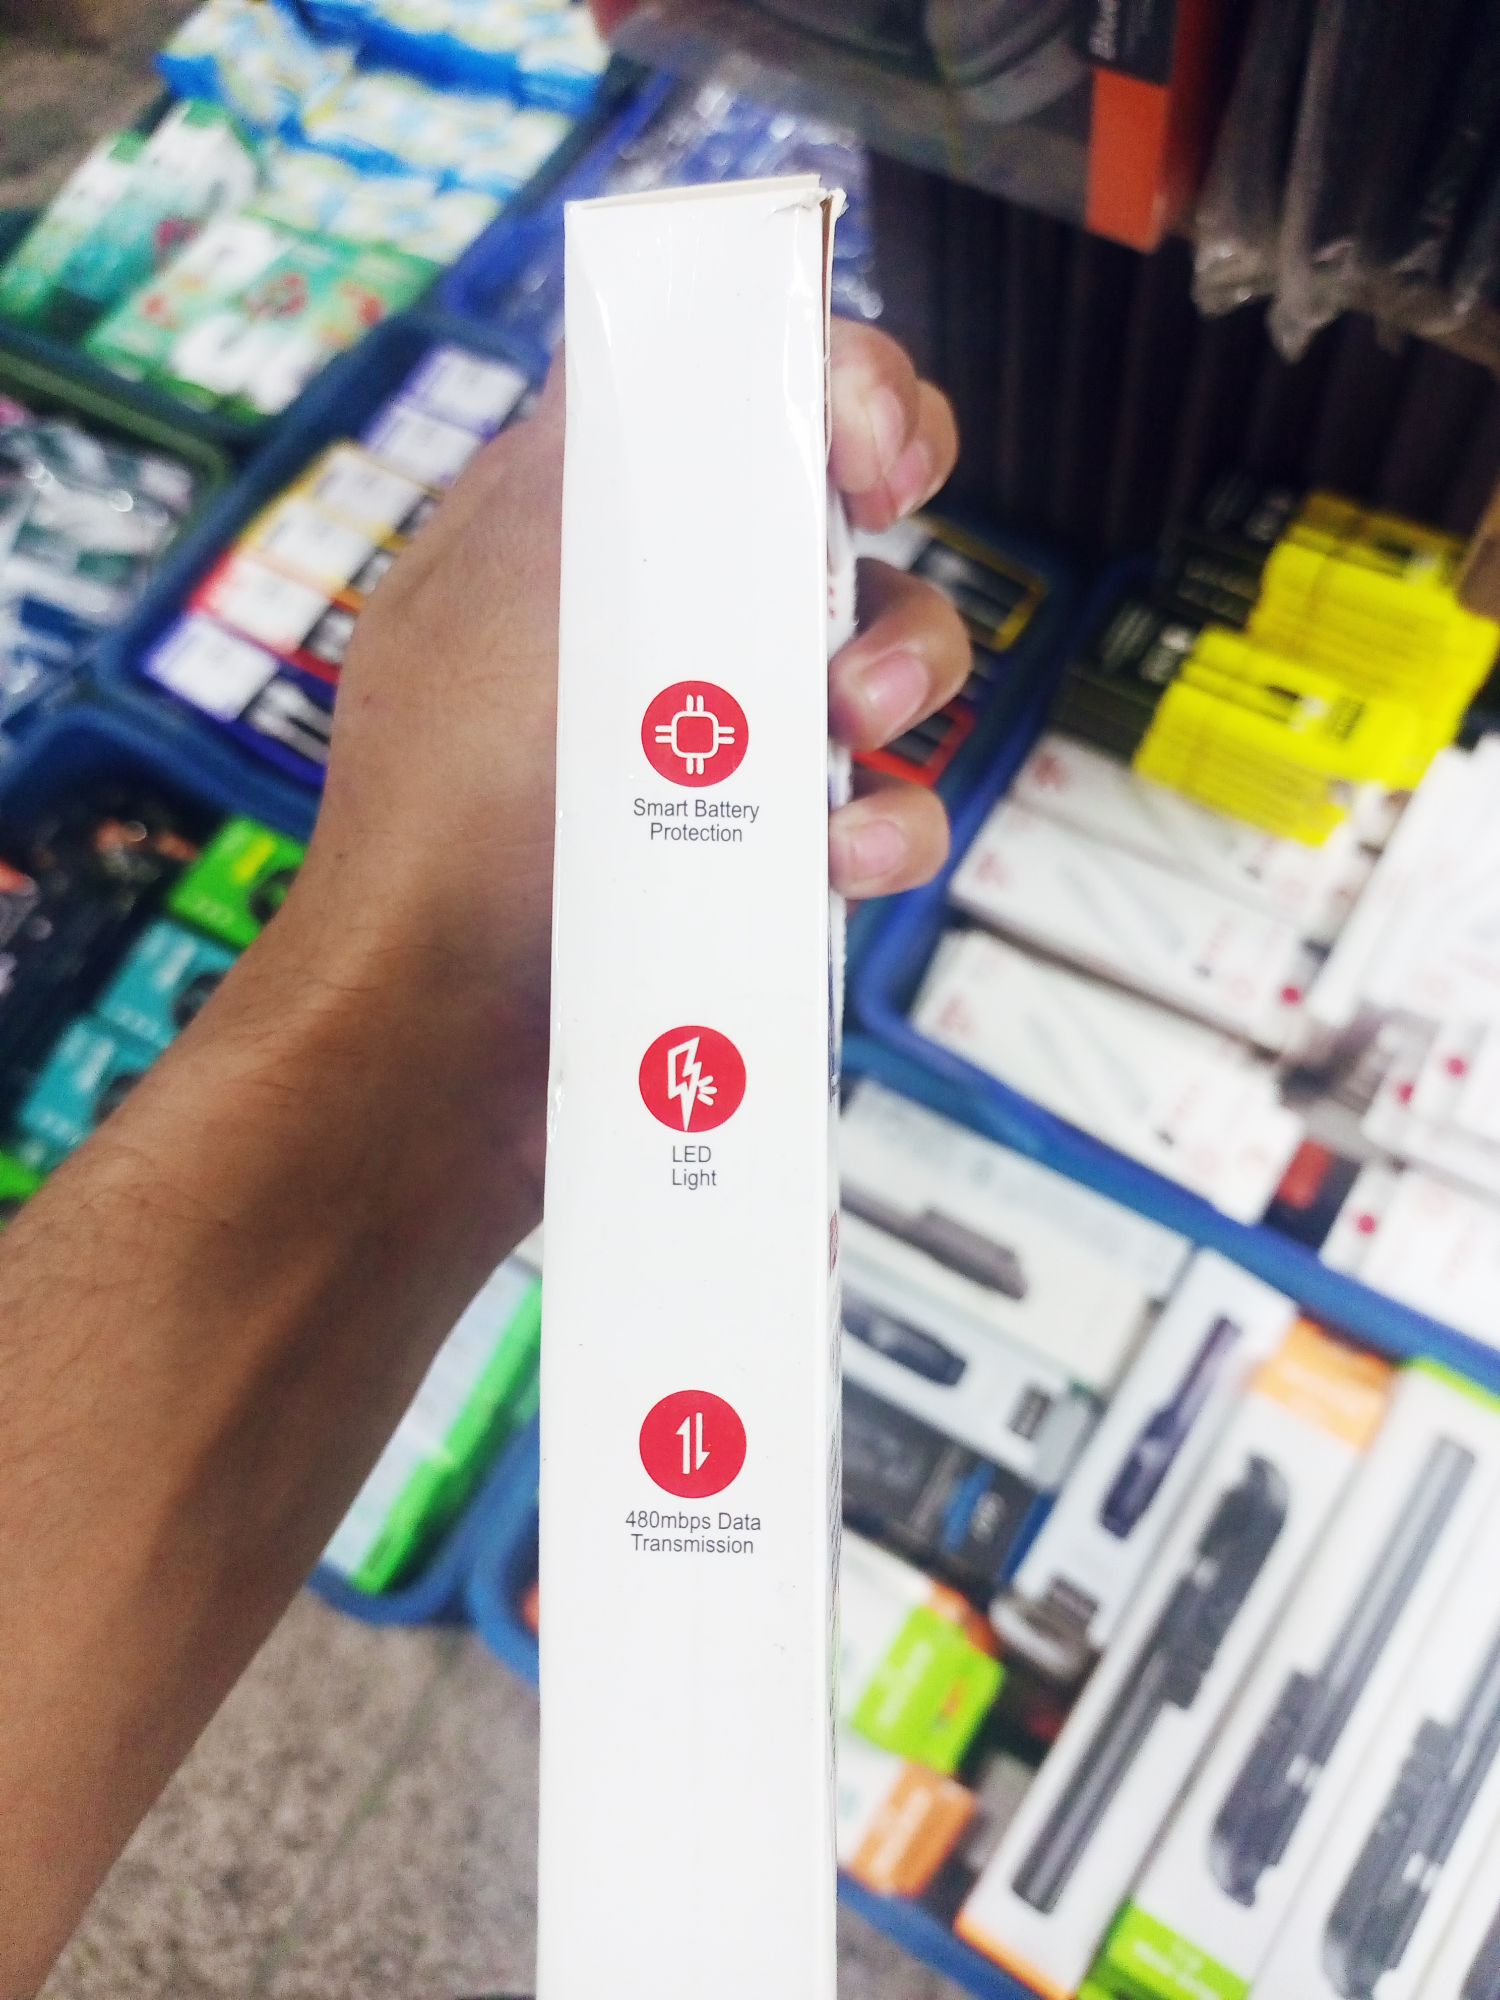 Smart Battery
Protection
LED
Light
480mbps Data
Transmission